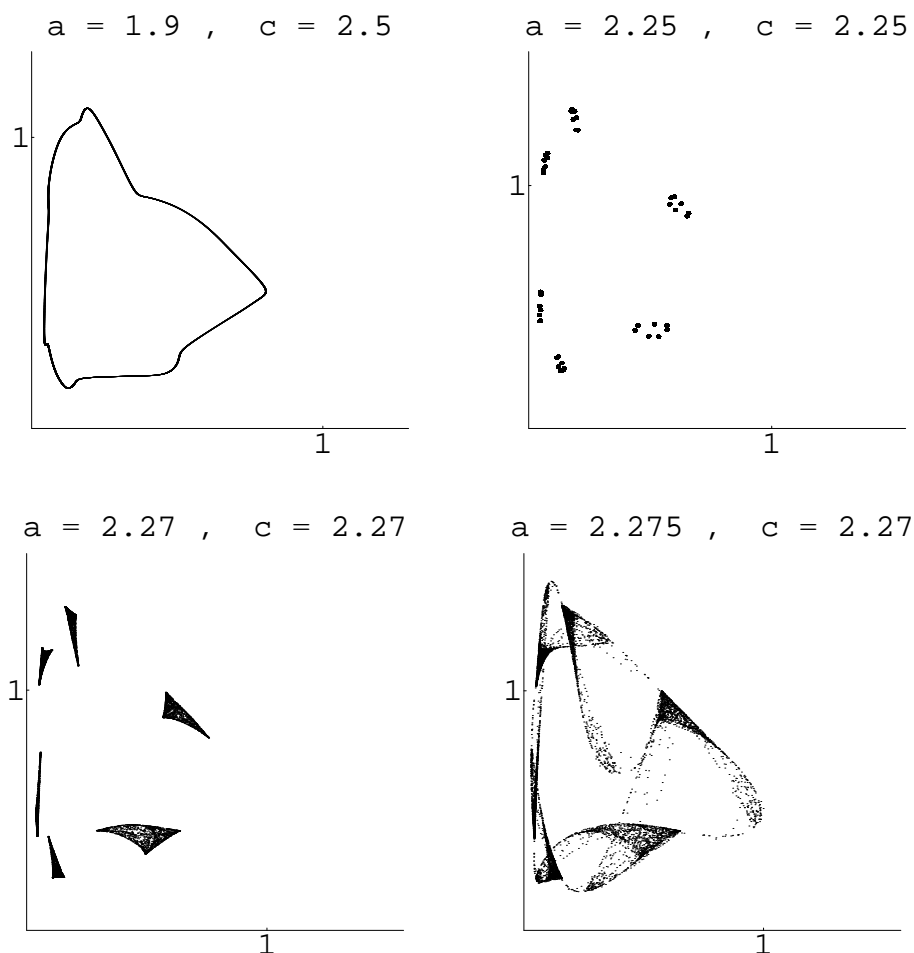 a = 1.9 , c = 2.5
1
1
a = 2.25 , c = 2.25
1
1
a = 2.27 , c = 2.27
1
1
a = 2.275 , c = 2.27
1
1